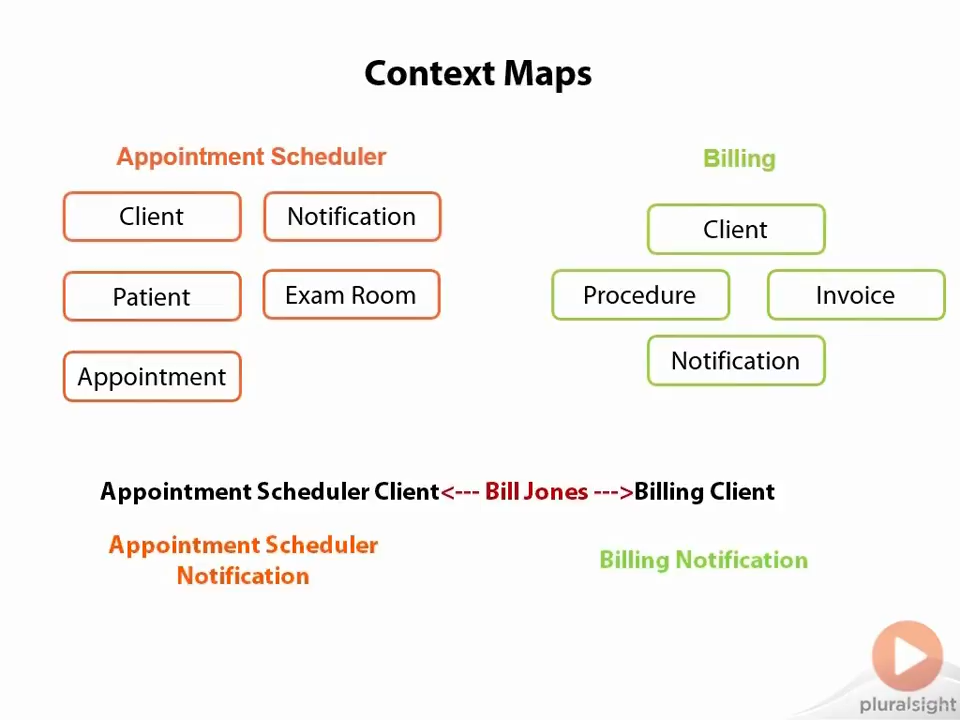 Context Maps
Appointment Scheduler
Client
Notification
Patient
Exam Room
Appointment
Billing
Client
Procedure
Invoice
Notification
Appointment Scheduler Client<--- Bill Jones --->Billing Client
Appointment Scheduler
Notification
Billing Notification
pluralsight